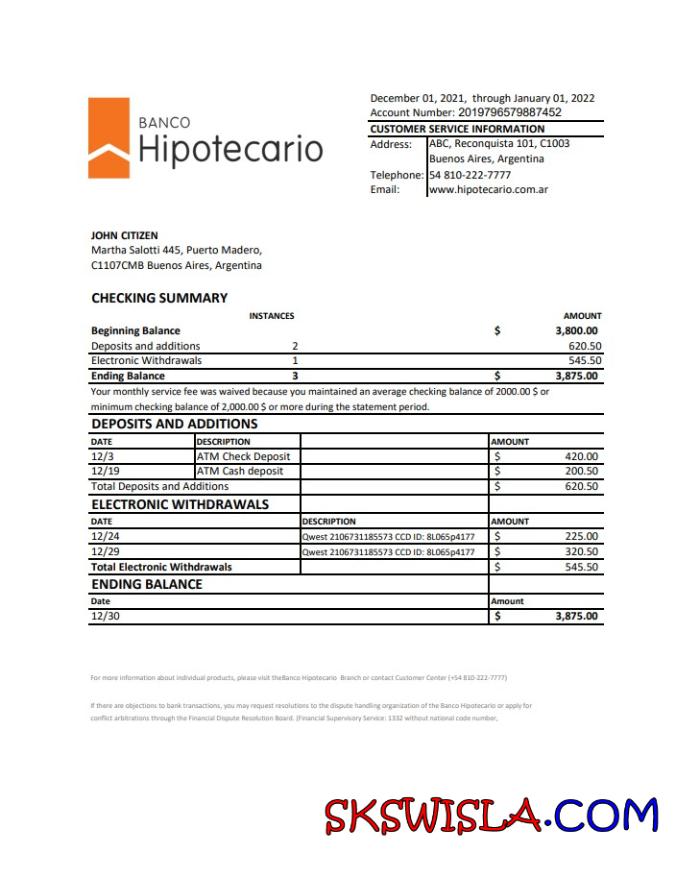 December 01, 2021, through January 01, 2022
Account Number: 2019796579887452
BANCO
Hipotecario
CUSTOMER SERVICE INFORMATION
Address: ABC, Reconquista 101, C1003
Buenos Aires, Argentina
Telephone: 54 810-222-7777
Email: www.hipotecario.com.ar
JOHN CITIZEN
Martha Salotti 445, Puerto Madero,
C1107CMB Buenos Aires, Argentina
CHECKING SUMMARY
INSTANCES AMOUNT
Beginning Balance $ 3,800.00
Deposits and additions 2 620.50
Electronic Withdrawals 1 545.50
Ending Balance 3 $ 3,875.00
Your monthly service fee was waived because you maintained an average checking balance of 2000.00 $ or
minimum checking balance of 2,000.00 $ or more during the statement period.
DEPOSITS AND ADDITIONS
DATE DESCRIPTION AMOUNT
12/3 ATM Check Deposit $ 420.00
12/19 ATM Cash deposit $ 200.50
Total Deposits and Additions $ 620.50
ELECTRONIC WITHDRAWALS
DATE DESCRIPTION AMOUNT
12/24 Qwest 2106731185573 CCD ID: 8L065p4177 $ 225.00
12/29 Qwest 2106731185573 CCD ID: 8L065p4177 $ 320.50
Total Electronic Withdrawals $ 545.50
ENDING BALANCE
Date Amount
12/30 $ 3,875.00
For more information about individual products, please visit theBanco Hipotecario Branch or contact Customer Center (+54 810-222-7777)
If there are objections to bank transactions, you may request resolutions to the dispute handling organization of the Banco Hipotecario or apply for
conflict arbitrations through the Financial Dispute Resolution Board. (Financial Supervisory Service: 1332 without national code number,
SKSWISLA.COM